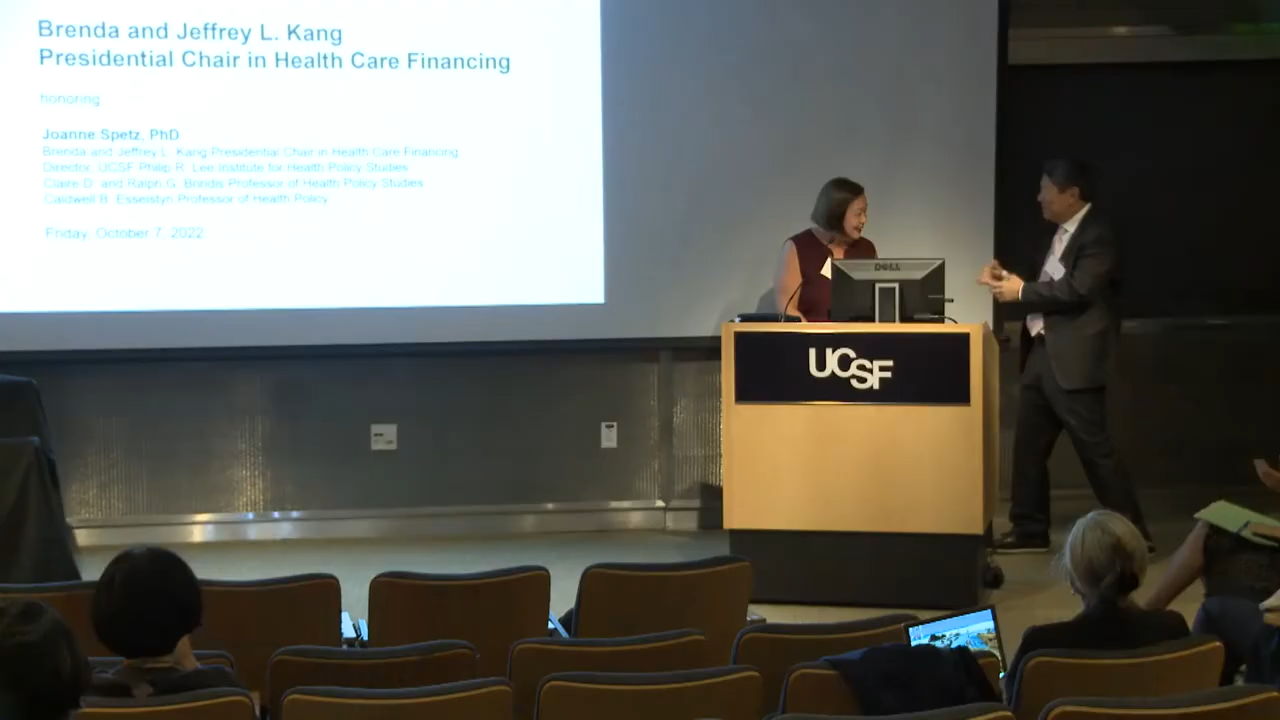 Brenda and Jeffrey L. Kang
Presidential Chair in Health Care Financing
honoring
Joanne Spetz, PhD
Brenda and Jeffrey L. Kang Presidential Chair in Health Care Financing
Director, UCSF Philip R. Lee Institute for Health Policy Studies
Claire D. and Ralph G. Brindis Professor of Health Policy Studies
Caldwell B. Esselstyn Professor of Health Policy
Friday, October 7, 2022
DELL
UCSF